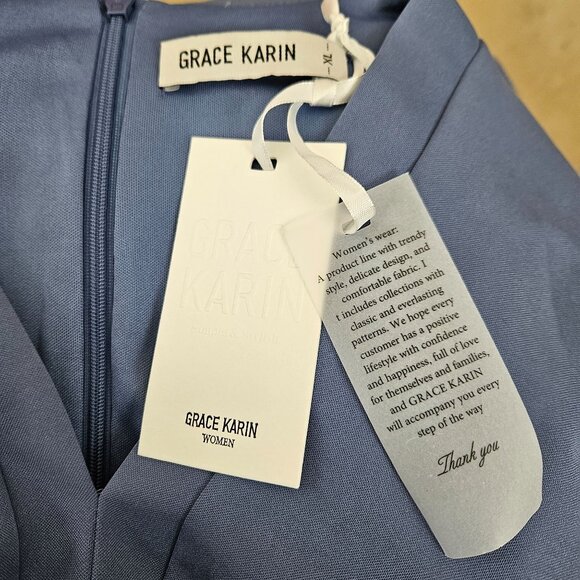 GRACE KARIN
GRACE
KARIN
GRACE KARIN
WOMEN
Women's wear:
A product line with trendy
style, delicate design, and
comfortable fabric. I
t includes collections with
classic and everlasting
patterns. We hope every
customer has a positive
lifestyle with confidence
and happiness, full of love
for themselves and families,
and GRACE KARIN
will accompany you every
step of the way
Thank you